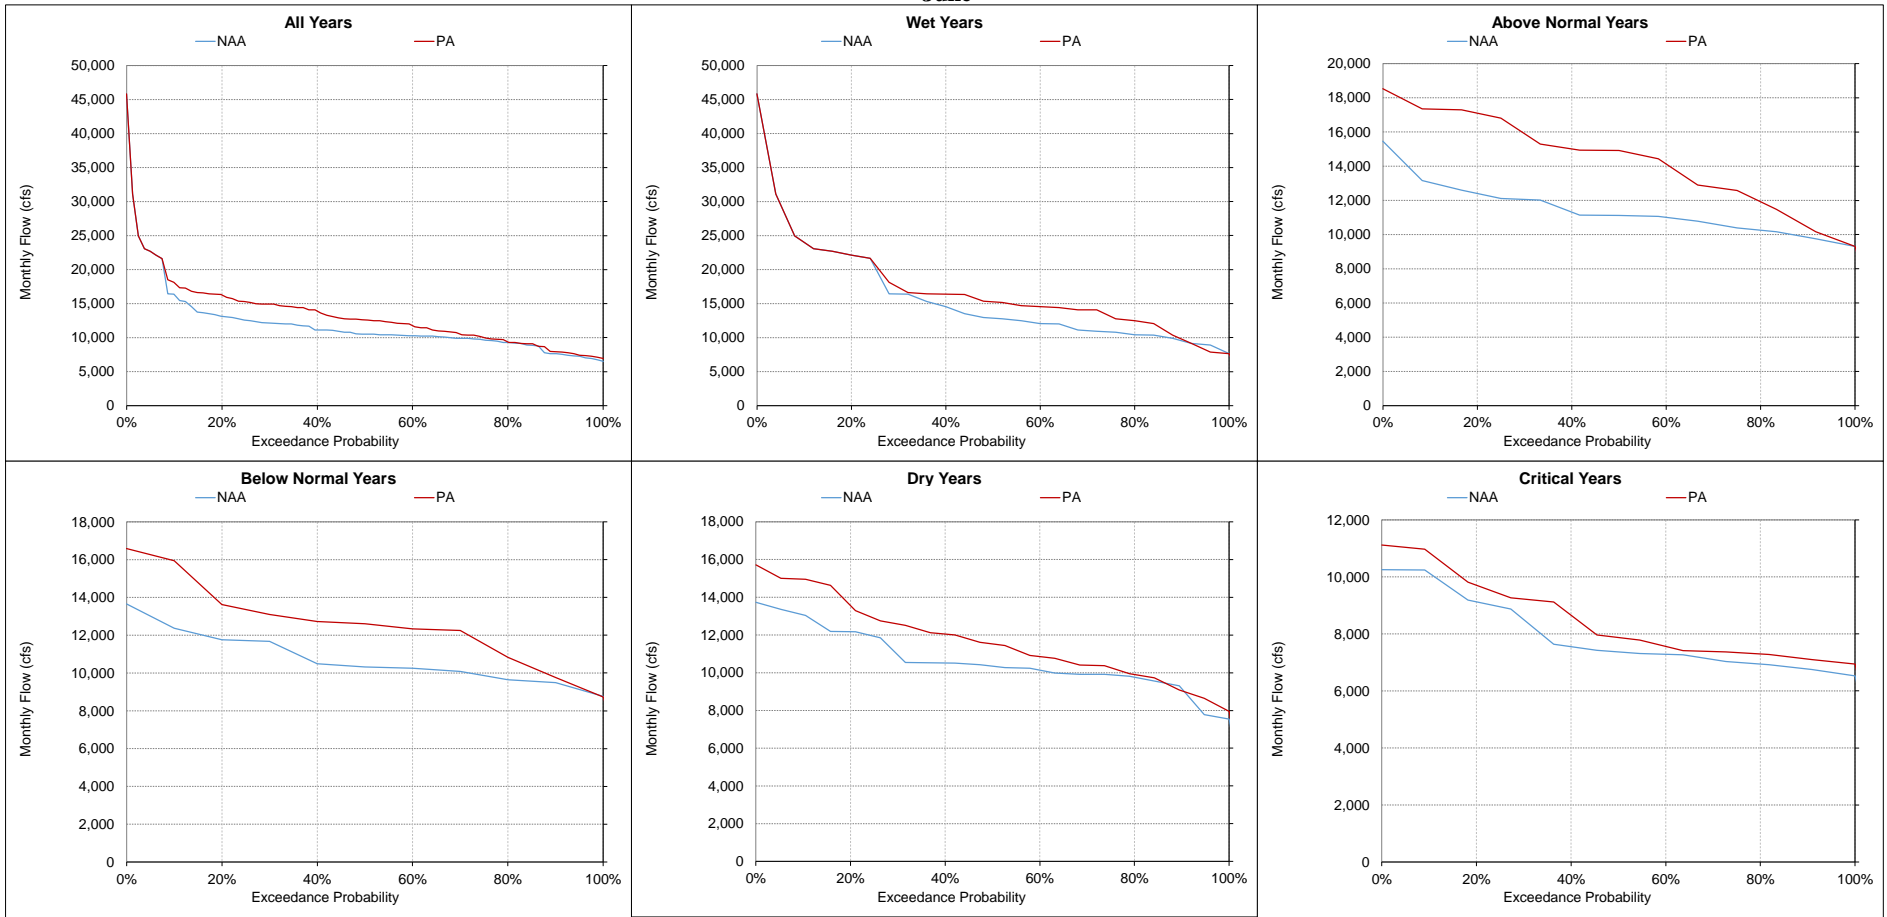 All Years
NAA PA
50,000
45,000
40,000
35,000
30,000
25,000
20,000
15,000
10,000
5,000
0
Monthly Flow (cfs)
0% 20% 40% 60% 80% 100%
Exceedance Probability
Wet Years
NAA PA
50,000
45,000
40,000
35,000
30,000
25,000
20,000
15,000
10,000
5,000
0
Monthly Flow (cfs)
0% 20% 40% 60% 80% 100%
Exceedance Probability
Above Normal Years
NAA PA
20,000
18,000
16,000
14,000
12,000
10,000
8,000
6,000
4,000
2,000
0
Monthly Flow (cfs)
0% 20% 40% 60% 80% 100%
Exceedance Probability
Below Normal Years
NAA PA
18,000
16,000
14,000
12,000
10,000
8,000
6,000
4,000
2,000
0
Monthly Flow (cfs)
0% 20% 40% 60% 80% 100%
Exceedance Probability
Dry Years
NAA PA
18,000
16,000
14,000
12,000
10,000
8,000
6,000
4,000
2,000
0
Monthly Flow (cfs)
0% 20% 40% 60% 80% 100%
Exceedance Probability
Critical Years
NAA PA
12,000
10,000
8,000
6,000
4,000
2,000
0
Monthly Flow (cfs)
0% 20% 40% 60% 80% 100%
Exceedance Probability